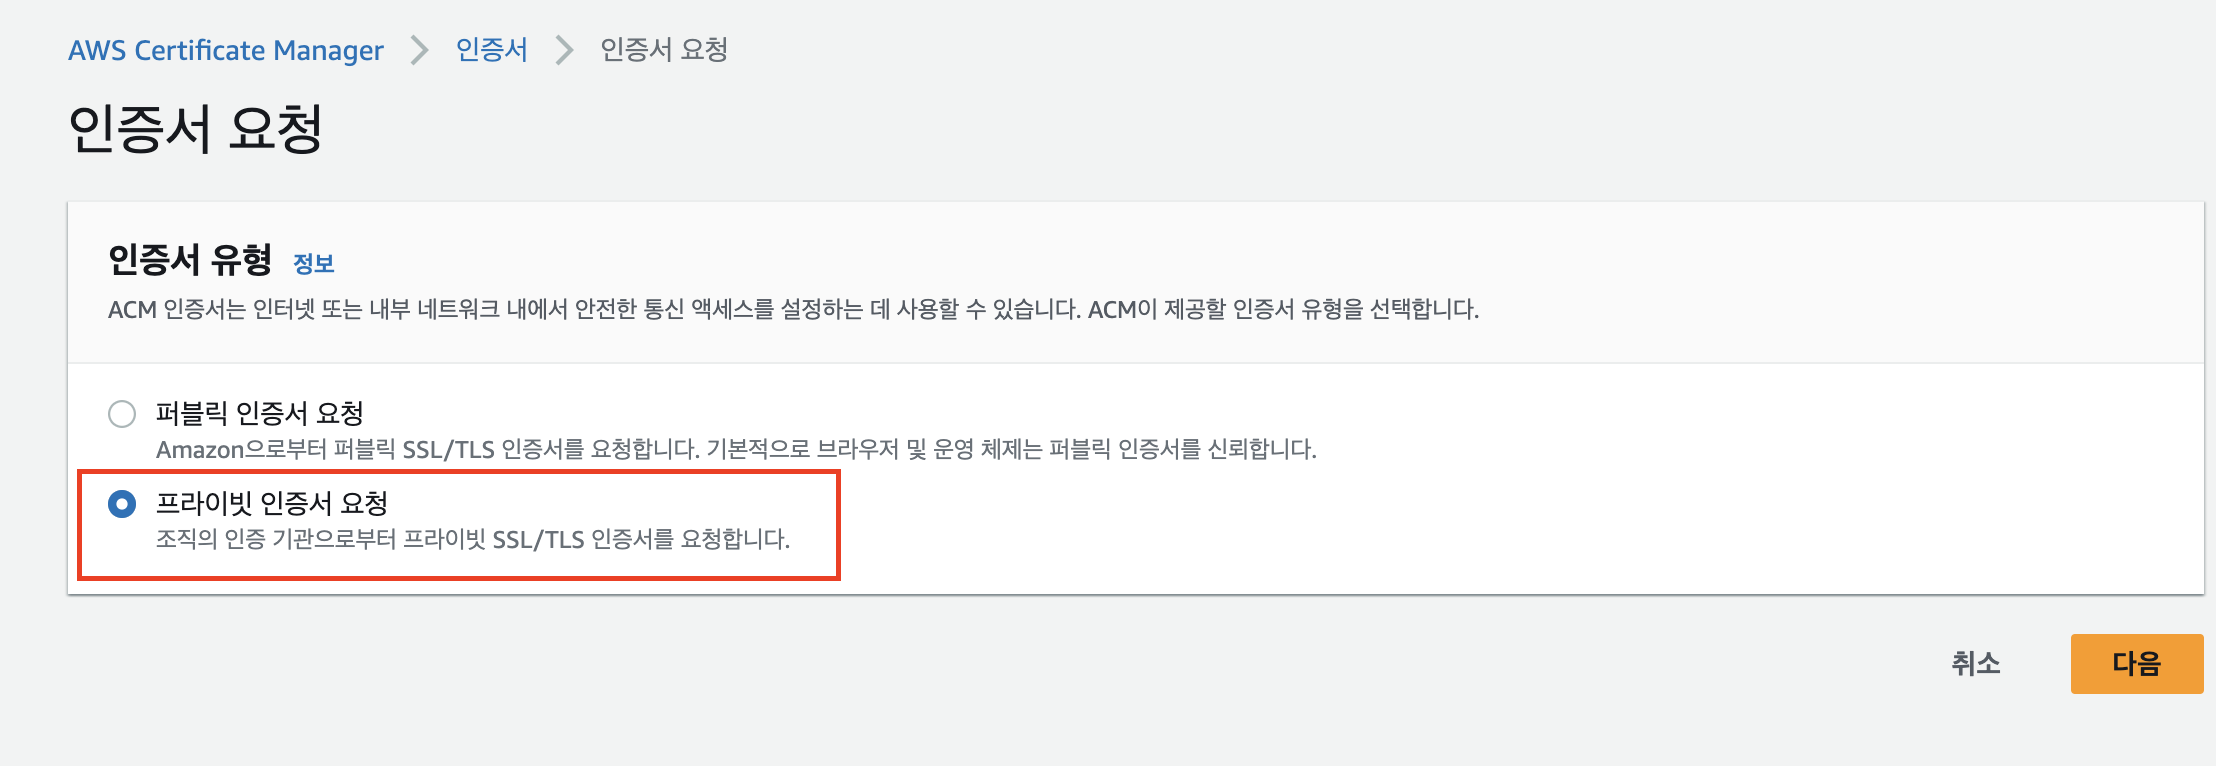 AWS Certificate Manager > 인증서 > 인증서 요청
인증서 요청
인증서 유형 정보
ACM 인증서는 인터넷 또는 내부 네트워크 내에서 안전한 통신 액세스를 설정하는 데 사용할 수 있습니다. ACM이 제공할 인증서 유형을 선택합니다.
퍼블릭 인증서 요청
Amazon으로부터 퍼블릭 SSL/TLS 인증서를 요청합니다. 기본적으로 브라우저 및 운영 체제는 퍼블릭 인증서를 신뢰합니다.
프라이빗 인증서 요청
조직의 인증 기관으로부터 프라이빗 SSL/TLS 인증서를 요청합니다.
취소 다음